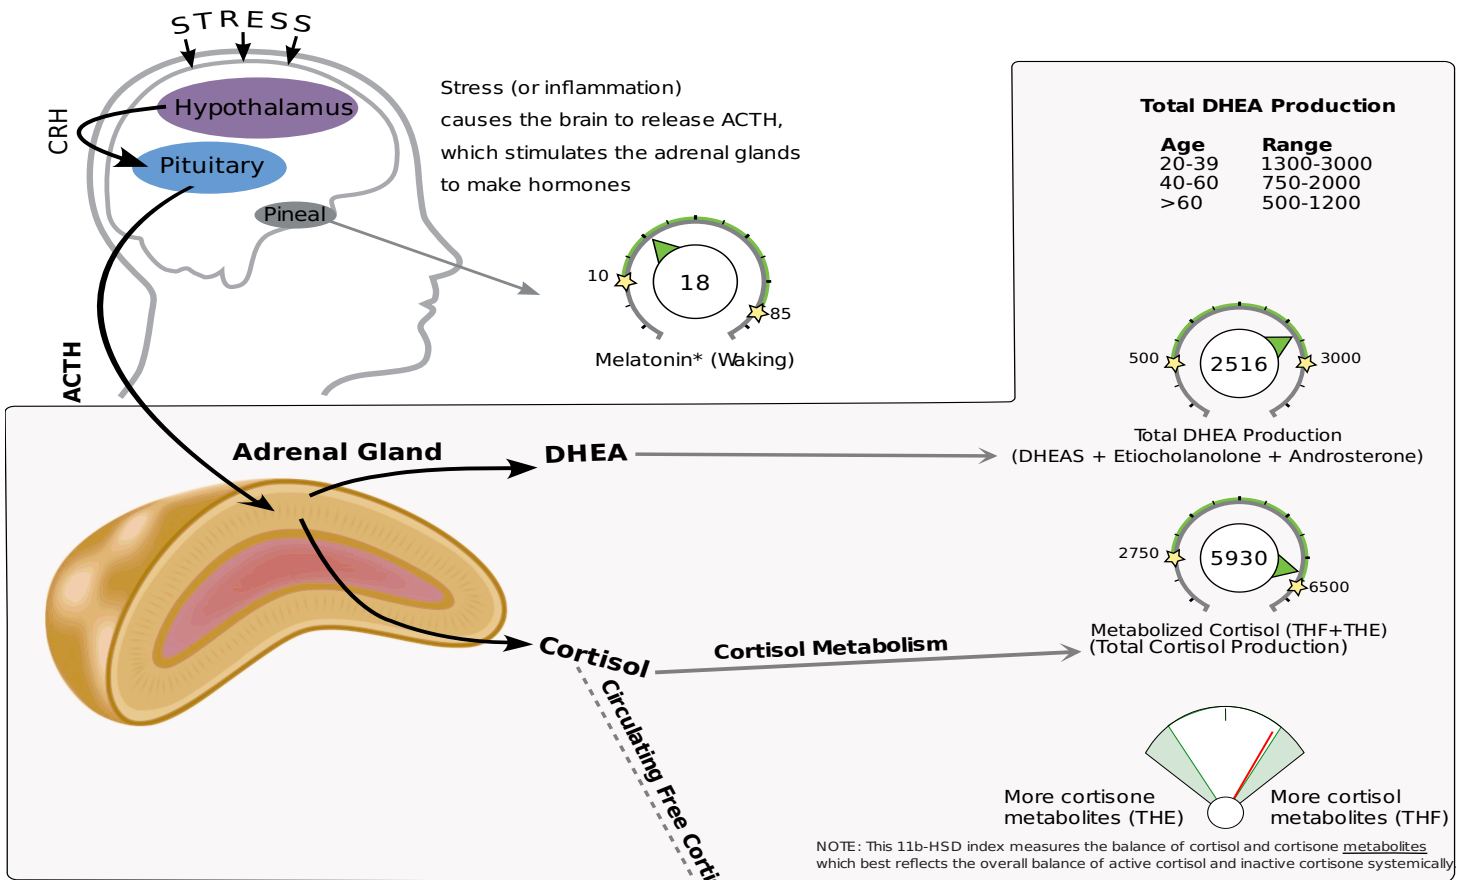 STRESS
Hypothalamus
CRH
Pituitary
Pineal
Stress (or inflammation)
causes the brain to release ACTH,
which stimulates the adrenal glands
to make hormones
10
18
85
Melatonin* (Waking)
ACTH
Total DHEA Production
Age Range
20-39 1300-3000
40-60 750-2000
>60 500-1200
500
2516
3000
Total DHEA Production
(DHEAS + Etiocholanolone + Androsterone)
Adrenal Gland
DHEA
2750
5930
6500
Metabolized Cortisol (THF+THE)
(Total Cortisol Production)
Cortisol
Cortisol Metabolism
Circulating Free Corti
More cortisone
metabolites (THE)
More cortisol
metabolites (THF)
NOTE: This 11b-HSD index measures the balance of cortisol and cortisone metabolites
which best reflects the overall balance of active cortisol and inactive cortisone systemically.